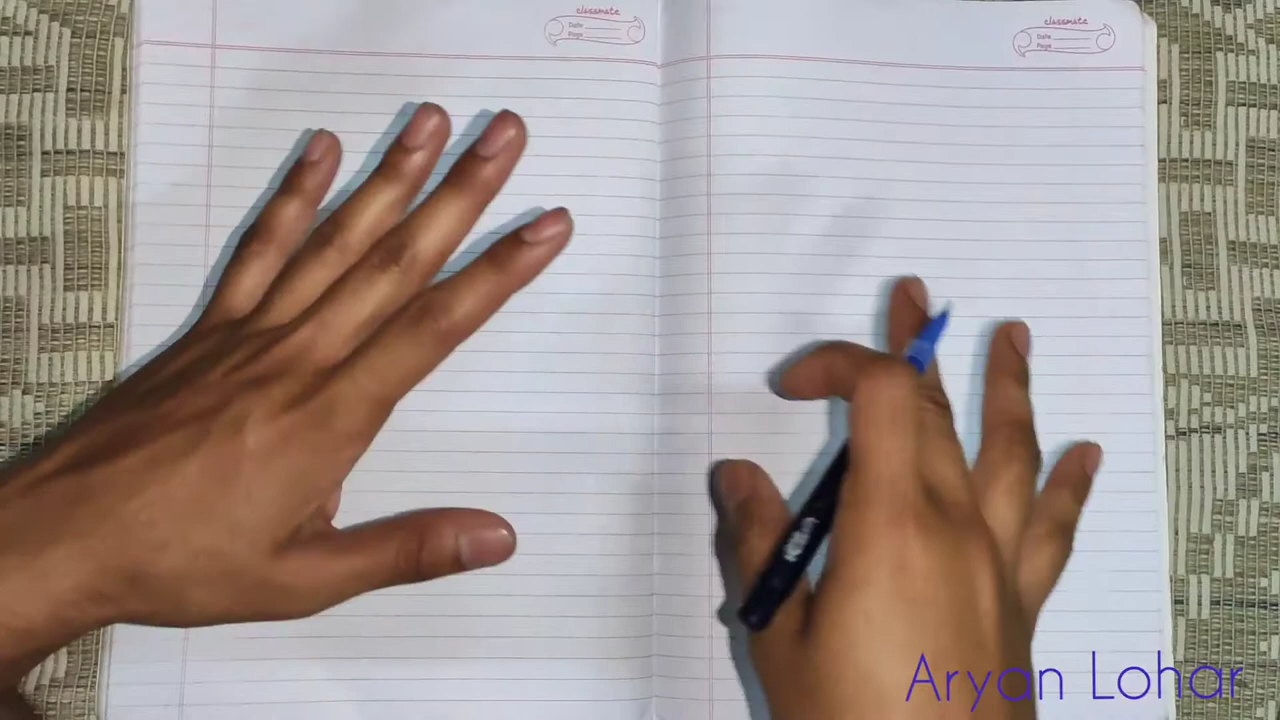 classmate
Date
Page
classmate
Date
Page
Aryan Lohar